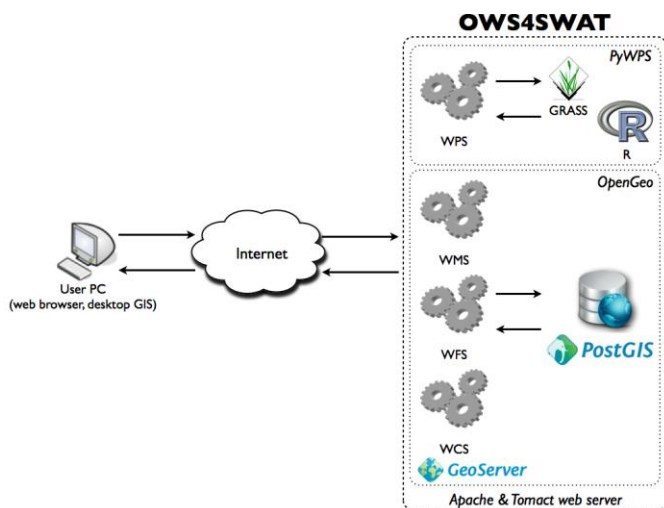 OWS4SWAT
PyWPS
WPS
GRASS
R
OpenGeo
WMS
Internet
User PC
(web browser, desktop GIS)
WFS
PostGIS
WCS
GeoServer
Apache & Tomact web server